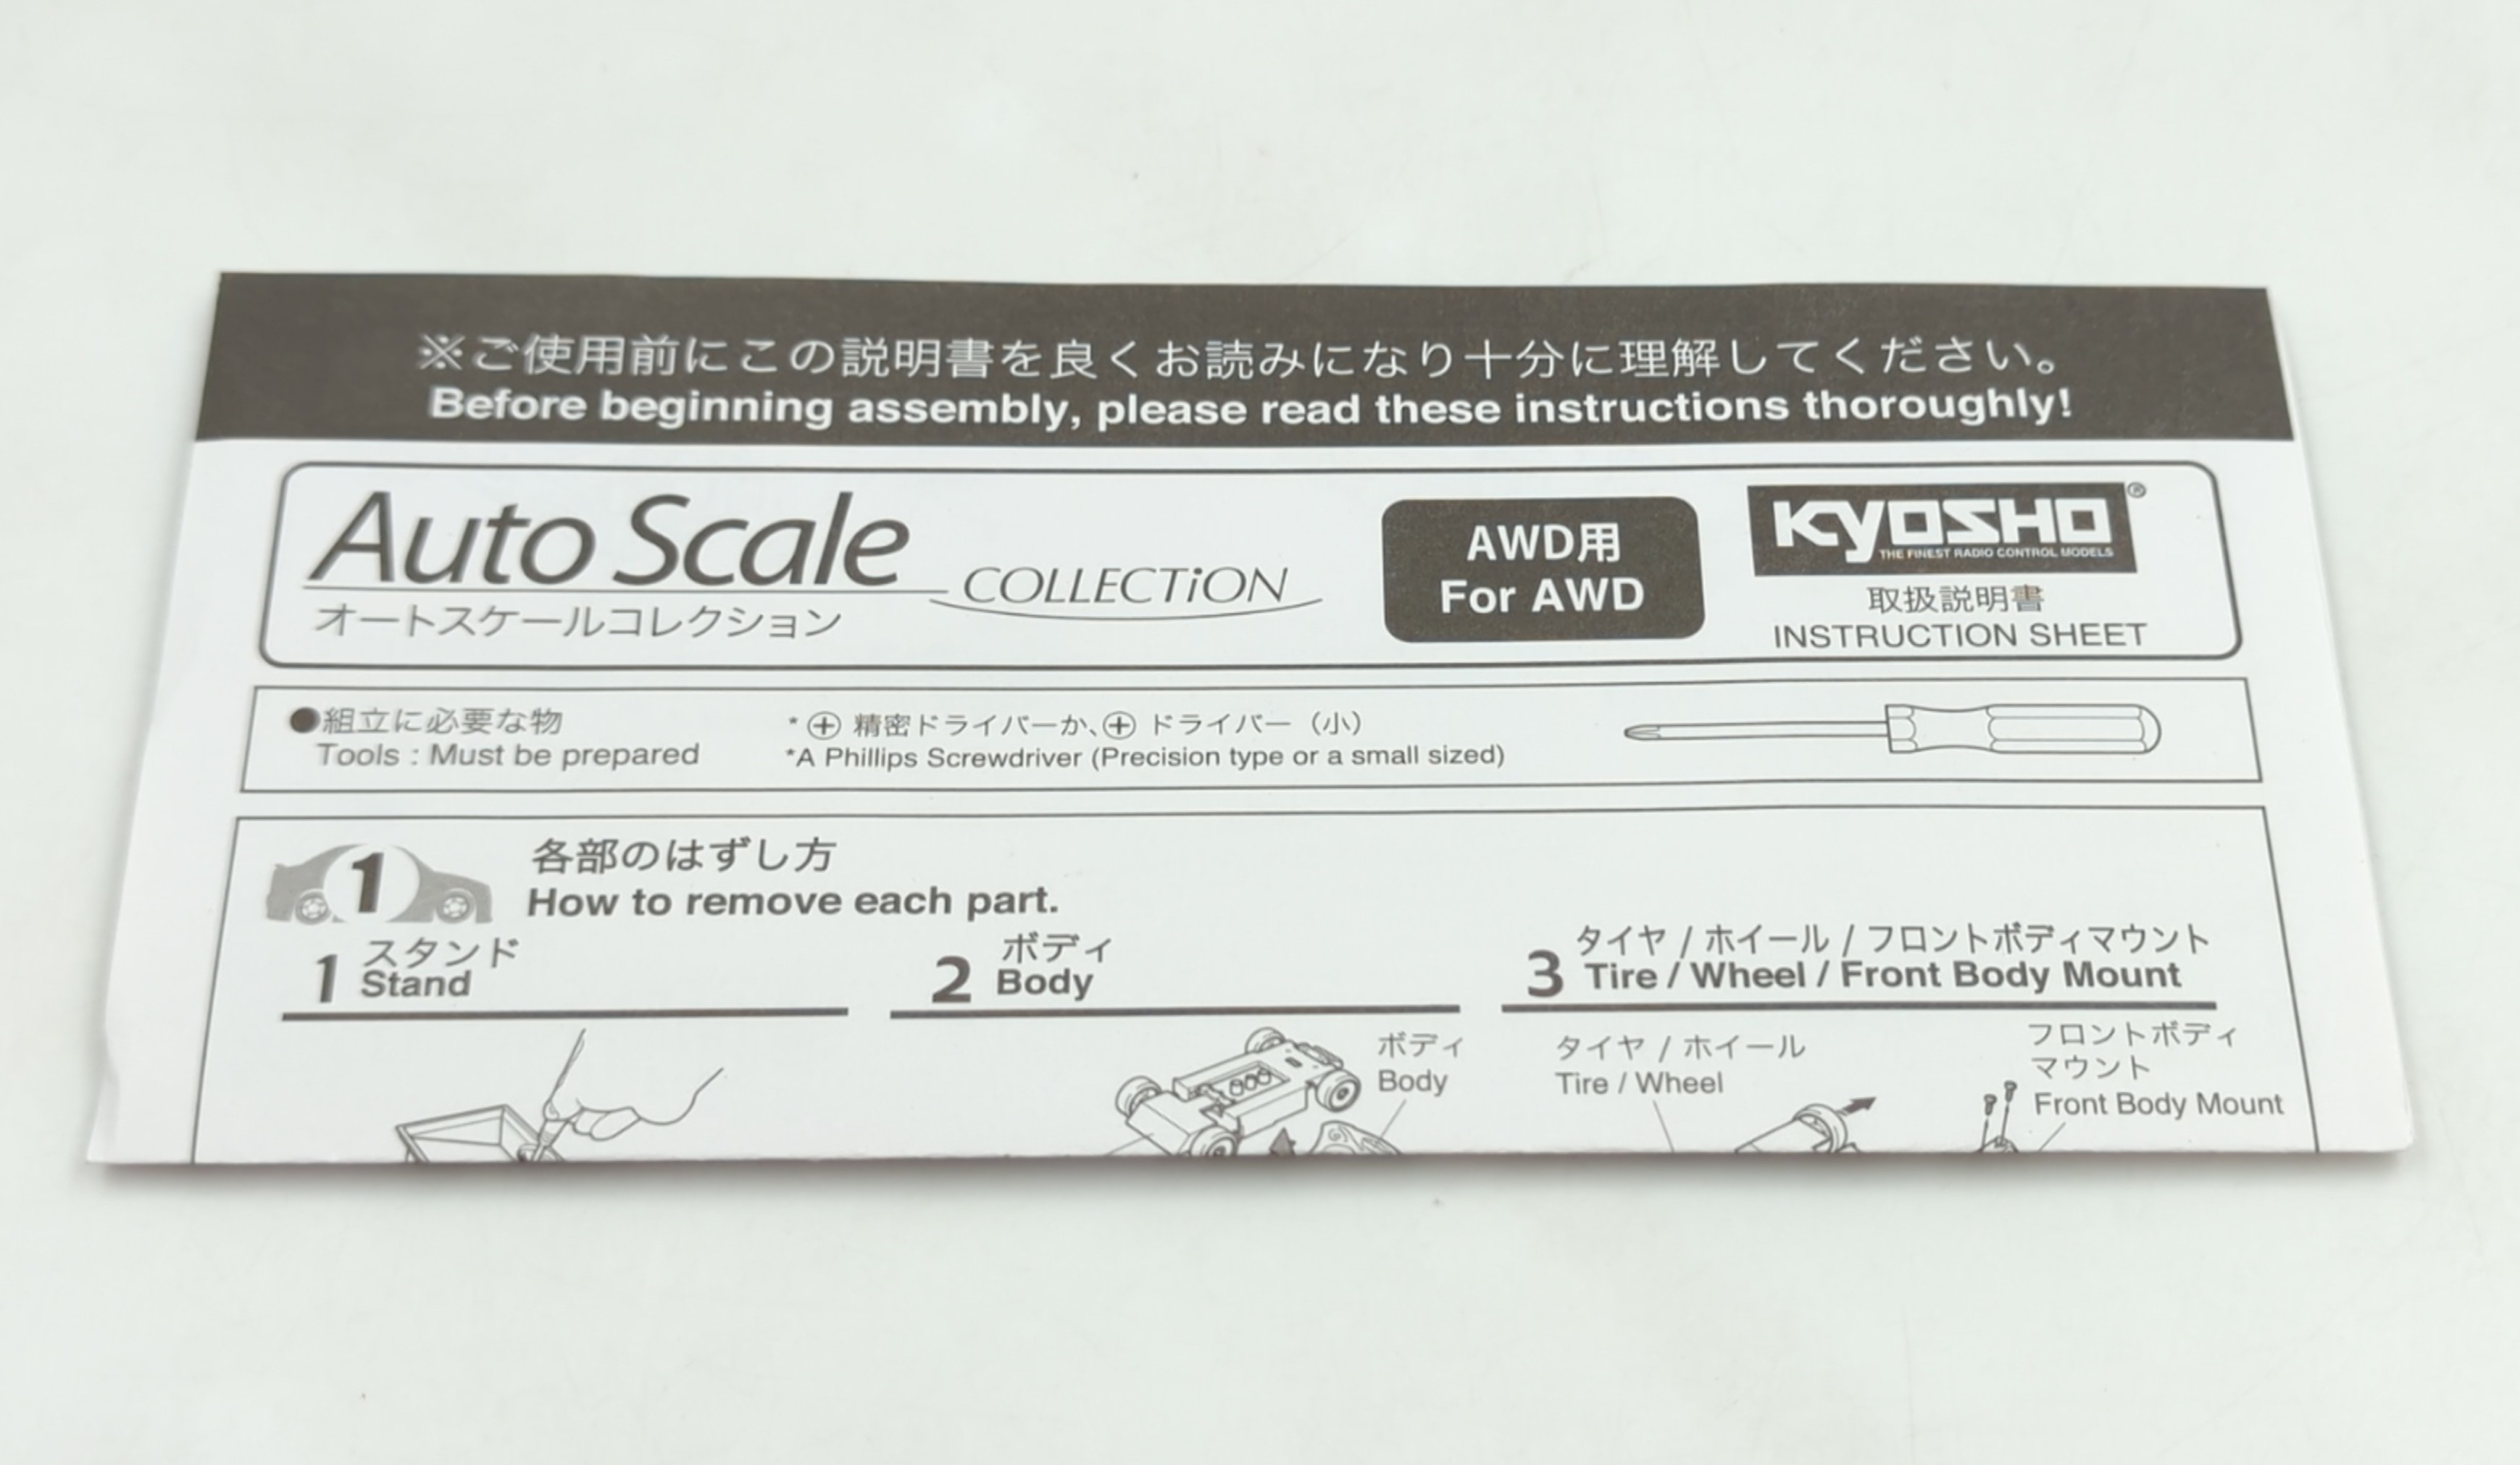 ※ご使用前にこの説明書を良くお読みになり十分に理解してください。
Before beginning assembly, please read these instructions thoroughly!
Auto Scale COLLECTiON
オートスケールコレクション
AWD用
For AWD
KYOSHO®
THE FINEST RADIO CONTROL MODELS
取扱説明書
INSTRUCTION SHEET
●組立に必要な物
Tools : Must be prepared
*⊕ 精密ドライバーか、⊕ ドライバー（小）
*A Phillips Screwdriver (Precision type or a small sized)
1 各部のはずし方
How to remove each part.
1 スタンド
Stand
2 ボディ
Body
3 タイヤ / ホイール / フロントボディマウント
Tire / Wheel / Front Body Mount
ボディ
Body
タイヤ / ホイール
Tire / Wheel
フロントボディ
マウント
Front Body Mount